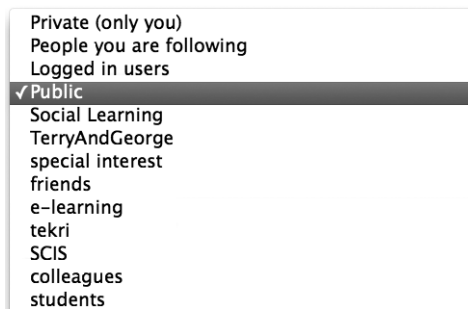 Private (only you)
People you are following
Logged in users
✓Public
Social Learning
TerryAndGeorge
special interest
friends
e-learning
tekri
SCIS
colleagues
students